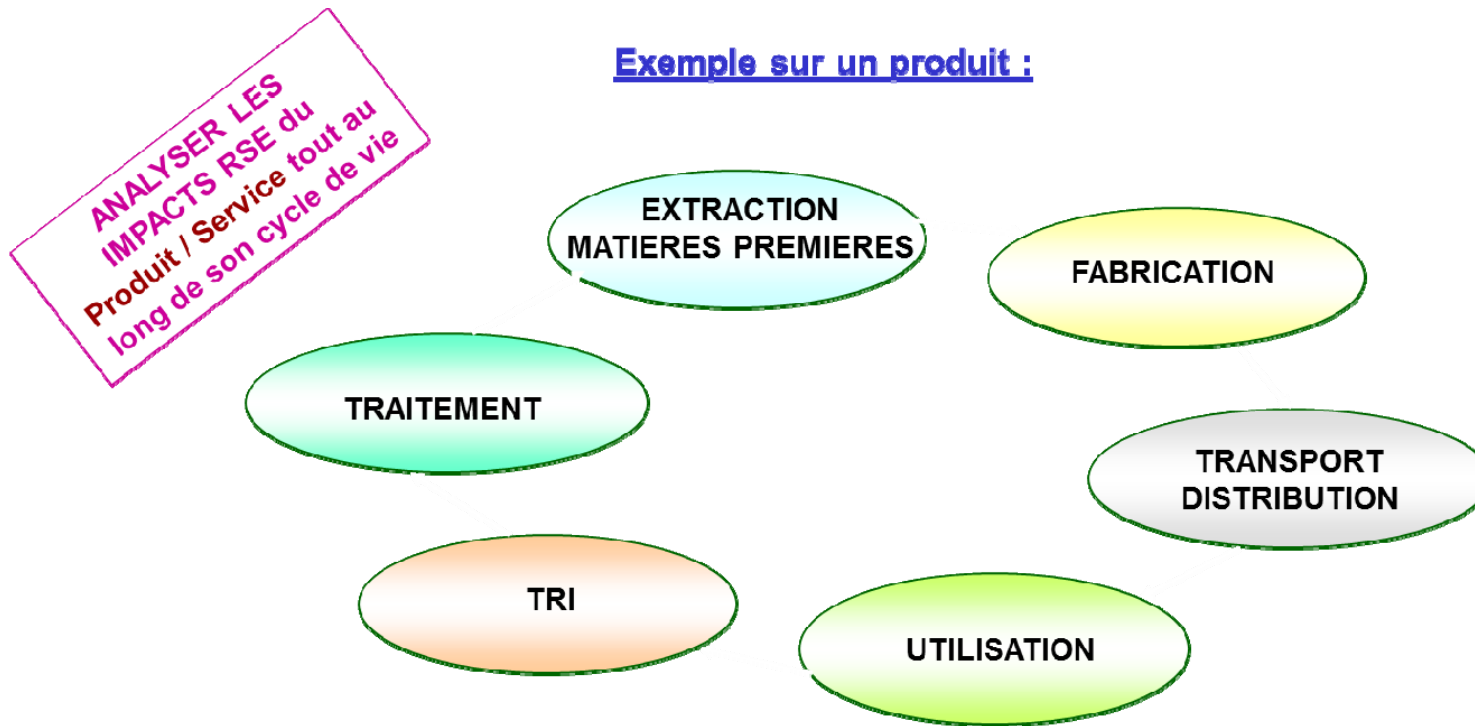 Exemple sur un produit :
ANALYSER LES
IMPACTS RSE du
Produit / Service tout au
long de son cycle de vie
EXTRACTION
MATIERES PREMIERES
FABRICATION
TRAITEMENT
TRANSPORT
DISTRIBUTION
TRI
UTILISATION